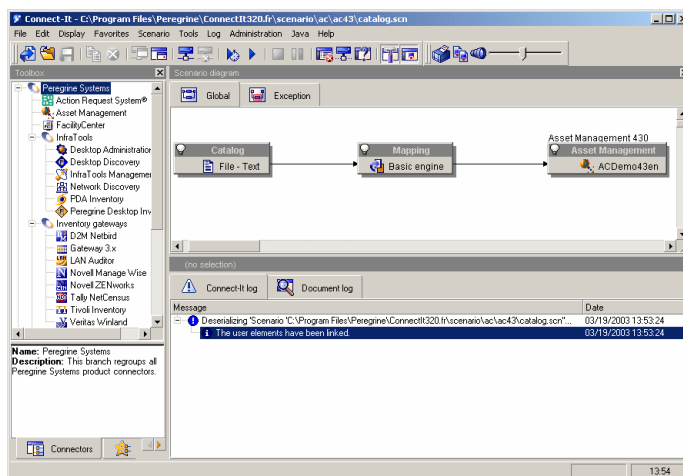 Connect-It - C:\Program Files\Peregrine\ConnectIt320.fr\scenario\ac\ac43\catalog.scn
File Edit Display Favorites Scenario Tools Log Administration Java Help
Toolbox
Peregrine Systems
Action Request System®
Asset Management
FacilityCenter
InfraTools
Desktop Administration
Desktop Discovery
InfraTools Managemer
Network Discovery
PDA Inventory
Peregrine Desktop Inv
Inventory gateways
D2M Netbird
Gateway 3.x
LAN Auditor
Novell Manage Wise
Novell ZENworks
Tally NetCensus
Tivoli Inventory
Veritas Winland
Name: Peregrine Systems
Description: This branch regroups all
Peregrine Systems product connectors.
Connectors
Scenario diagram
Global Exception
Asset Management 430
Catalog Mapping Asset Management
File - Text Basic engine ACDemo43en
(no selection)
Connect-It log Document log
Message Date
Deserializing 'Scenario 'C:\Program Files\Peregrine\ConnectIt320.fr\scenario\ac\ac43\catalog.scn''... 03/19/2003 13:53:24
The user elements have been linked. 03/19/2003 13:53:24
13:54